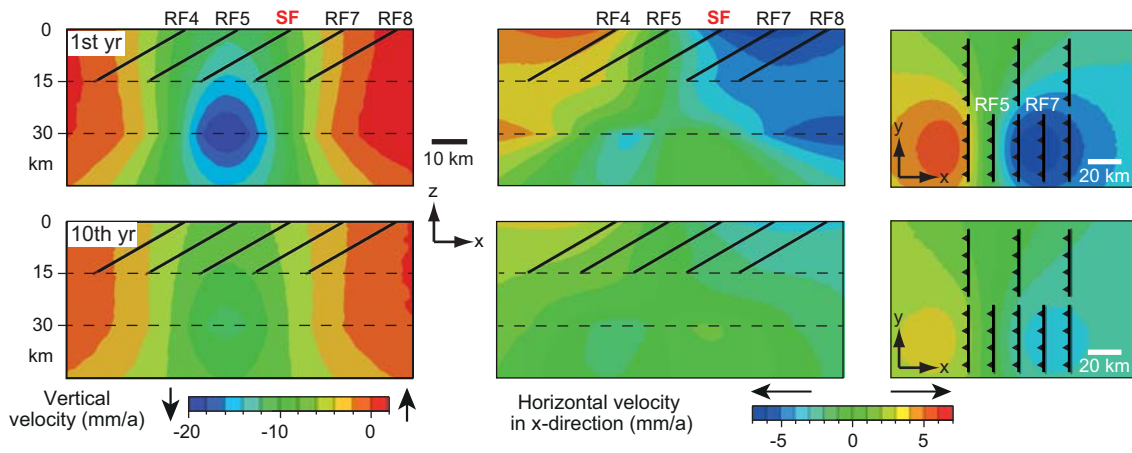 0 RF4 RF5 SF RF7 RF8
1st yr
15
30
km
10 km
RF4 RF5 SF RF7 RF8
RF5 RF7
y
x
20 km
z
x
0
10th yr
15
30
km
y
x
20 km
Vertical
velocity (mm/a)
-20 -10 0
Horizontal velocity
in x-direction (mm/a)
-5 0 5